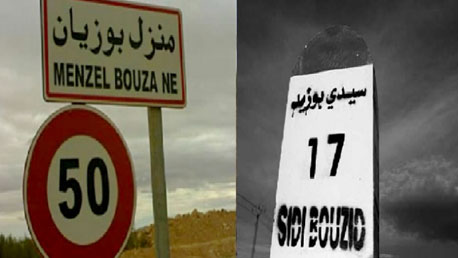 منزل بوزيان
MENZEL BOUZA NE
50
سيدي بوزيد
17
SIDI BOUZID